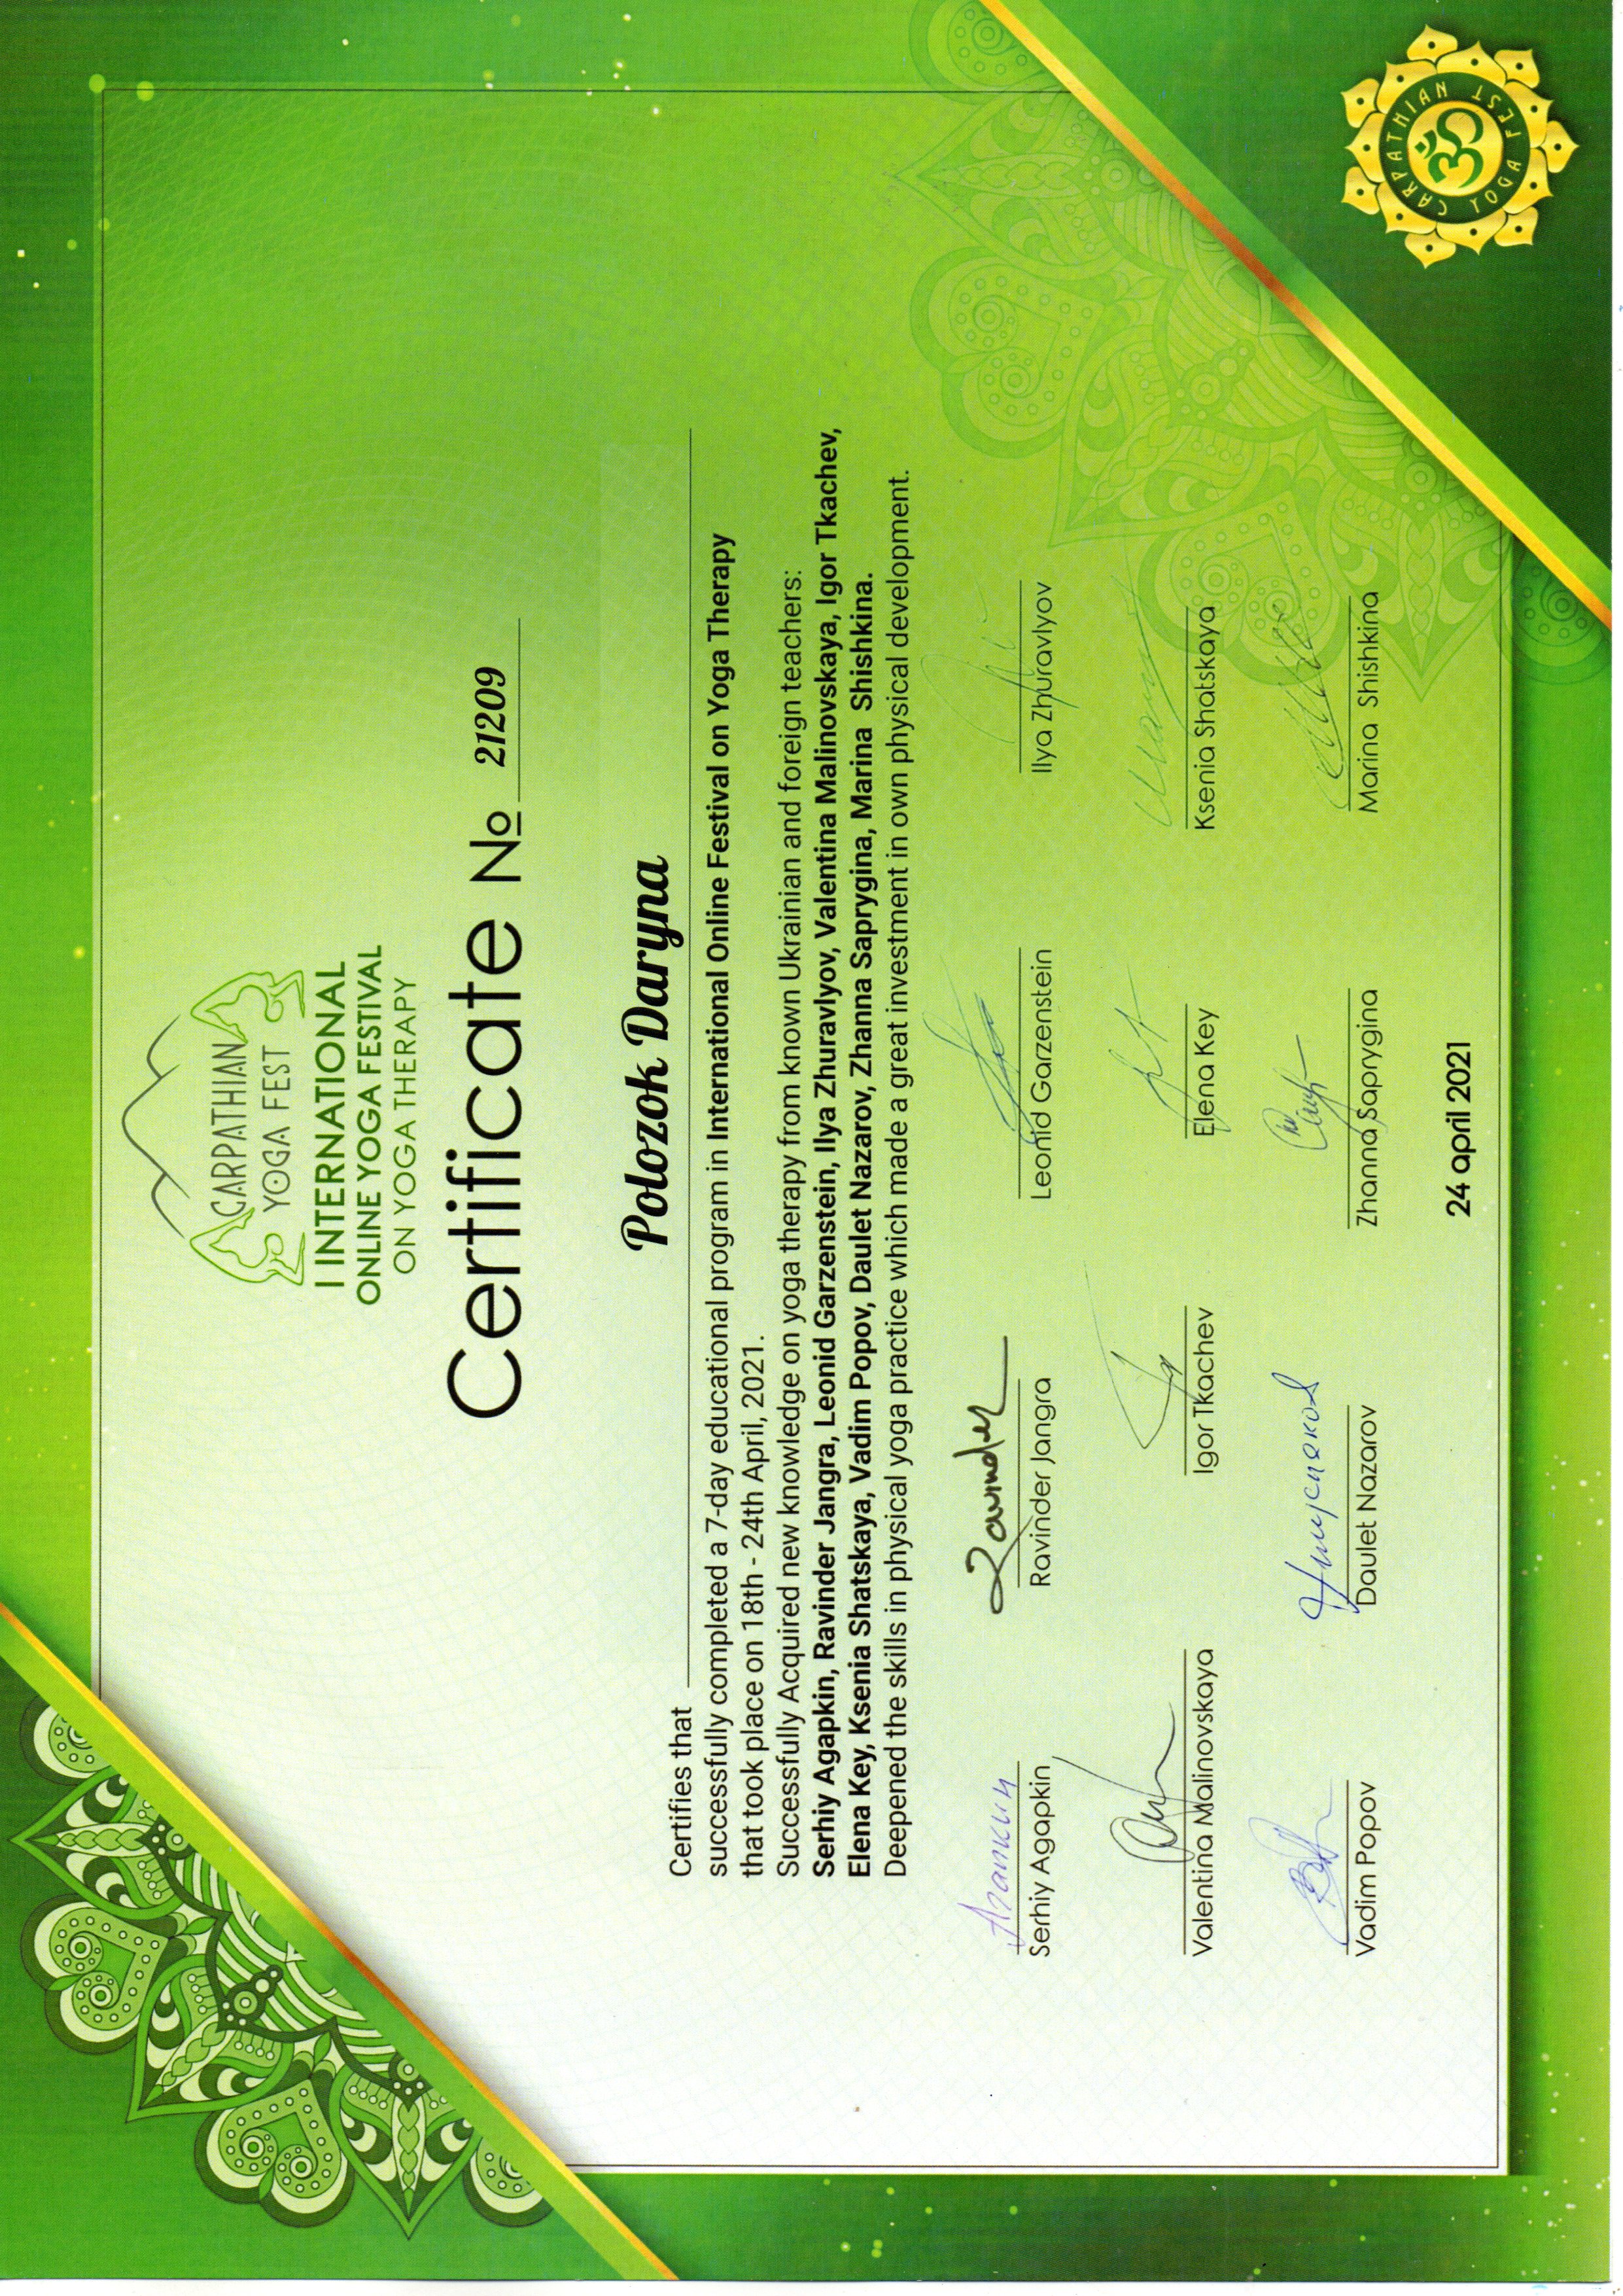 CARPATHIAN
YOGA FEST
I INTERNATIONAL
ONLINE YOGA FESTIVAL
ON YOGA THERAPY
Certificate № 21209
Polozok Daryna
Certifies that
successfully completed a 7-day educational program in International Online Festival on Yoga Therapy
that took place on 18th - 24th April, 2021.
Successfully Acquired new knowledge on yoga therapy from known Ukrainian and foreign teachers:
Serhiy Agapkin, Ravinder Jangra, Leonid Garzenstein, Ilya Zhuravlyov, Valentina Malinovskaya, Igor Tkachev,
Elena Key, Ksenia Shatskaya, Vadim Popov, Daulet Nazarov, Zhanna Saprygina, Marina Shishkina.
Deepened the skills in physical yoga practice which made a great investment in own physical development.
Агапкин Ravinder
Serhiy Agapkin Ravinder Jangra Leonid Garzenstein Ilya Zhuravlyov
Valentina Malinovskaya Igor Tkachev Elena Key Ksenia Shatskaya
Vadim Popov Daulet Nazarov Zhanna Saprygina Marina Shishkina
24 april 2021
CARPATHIAN
ॐ
YOGA FEST